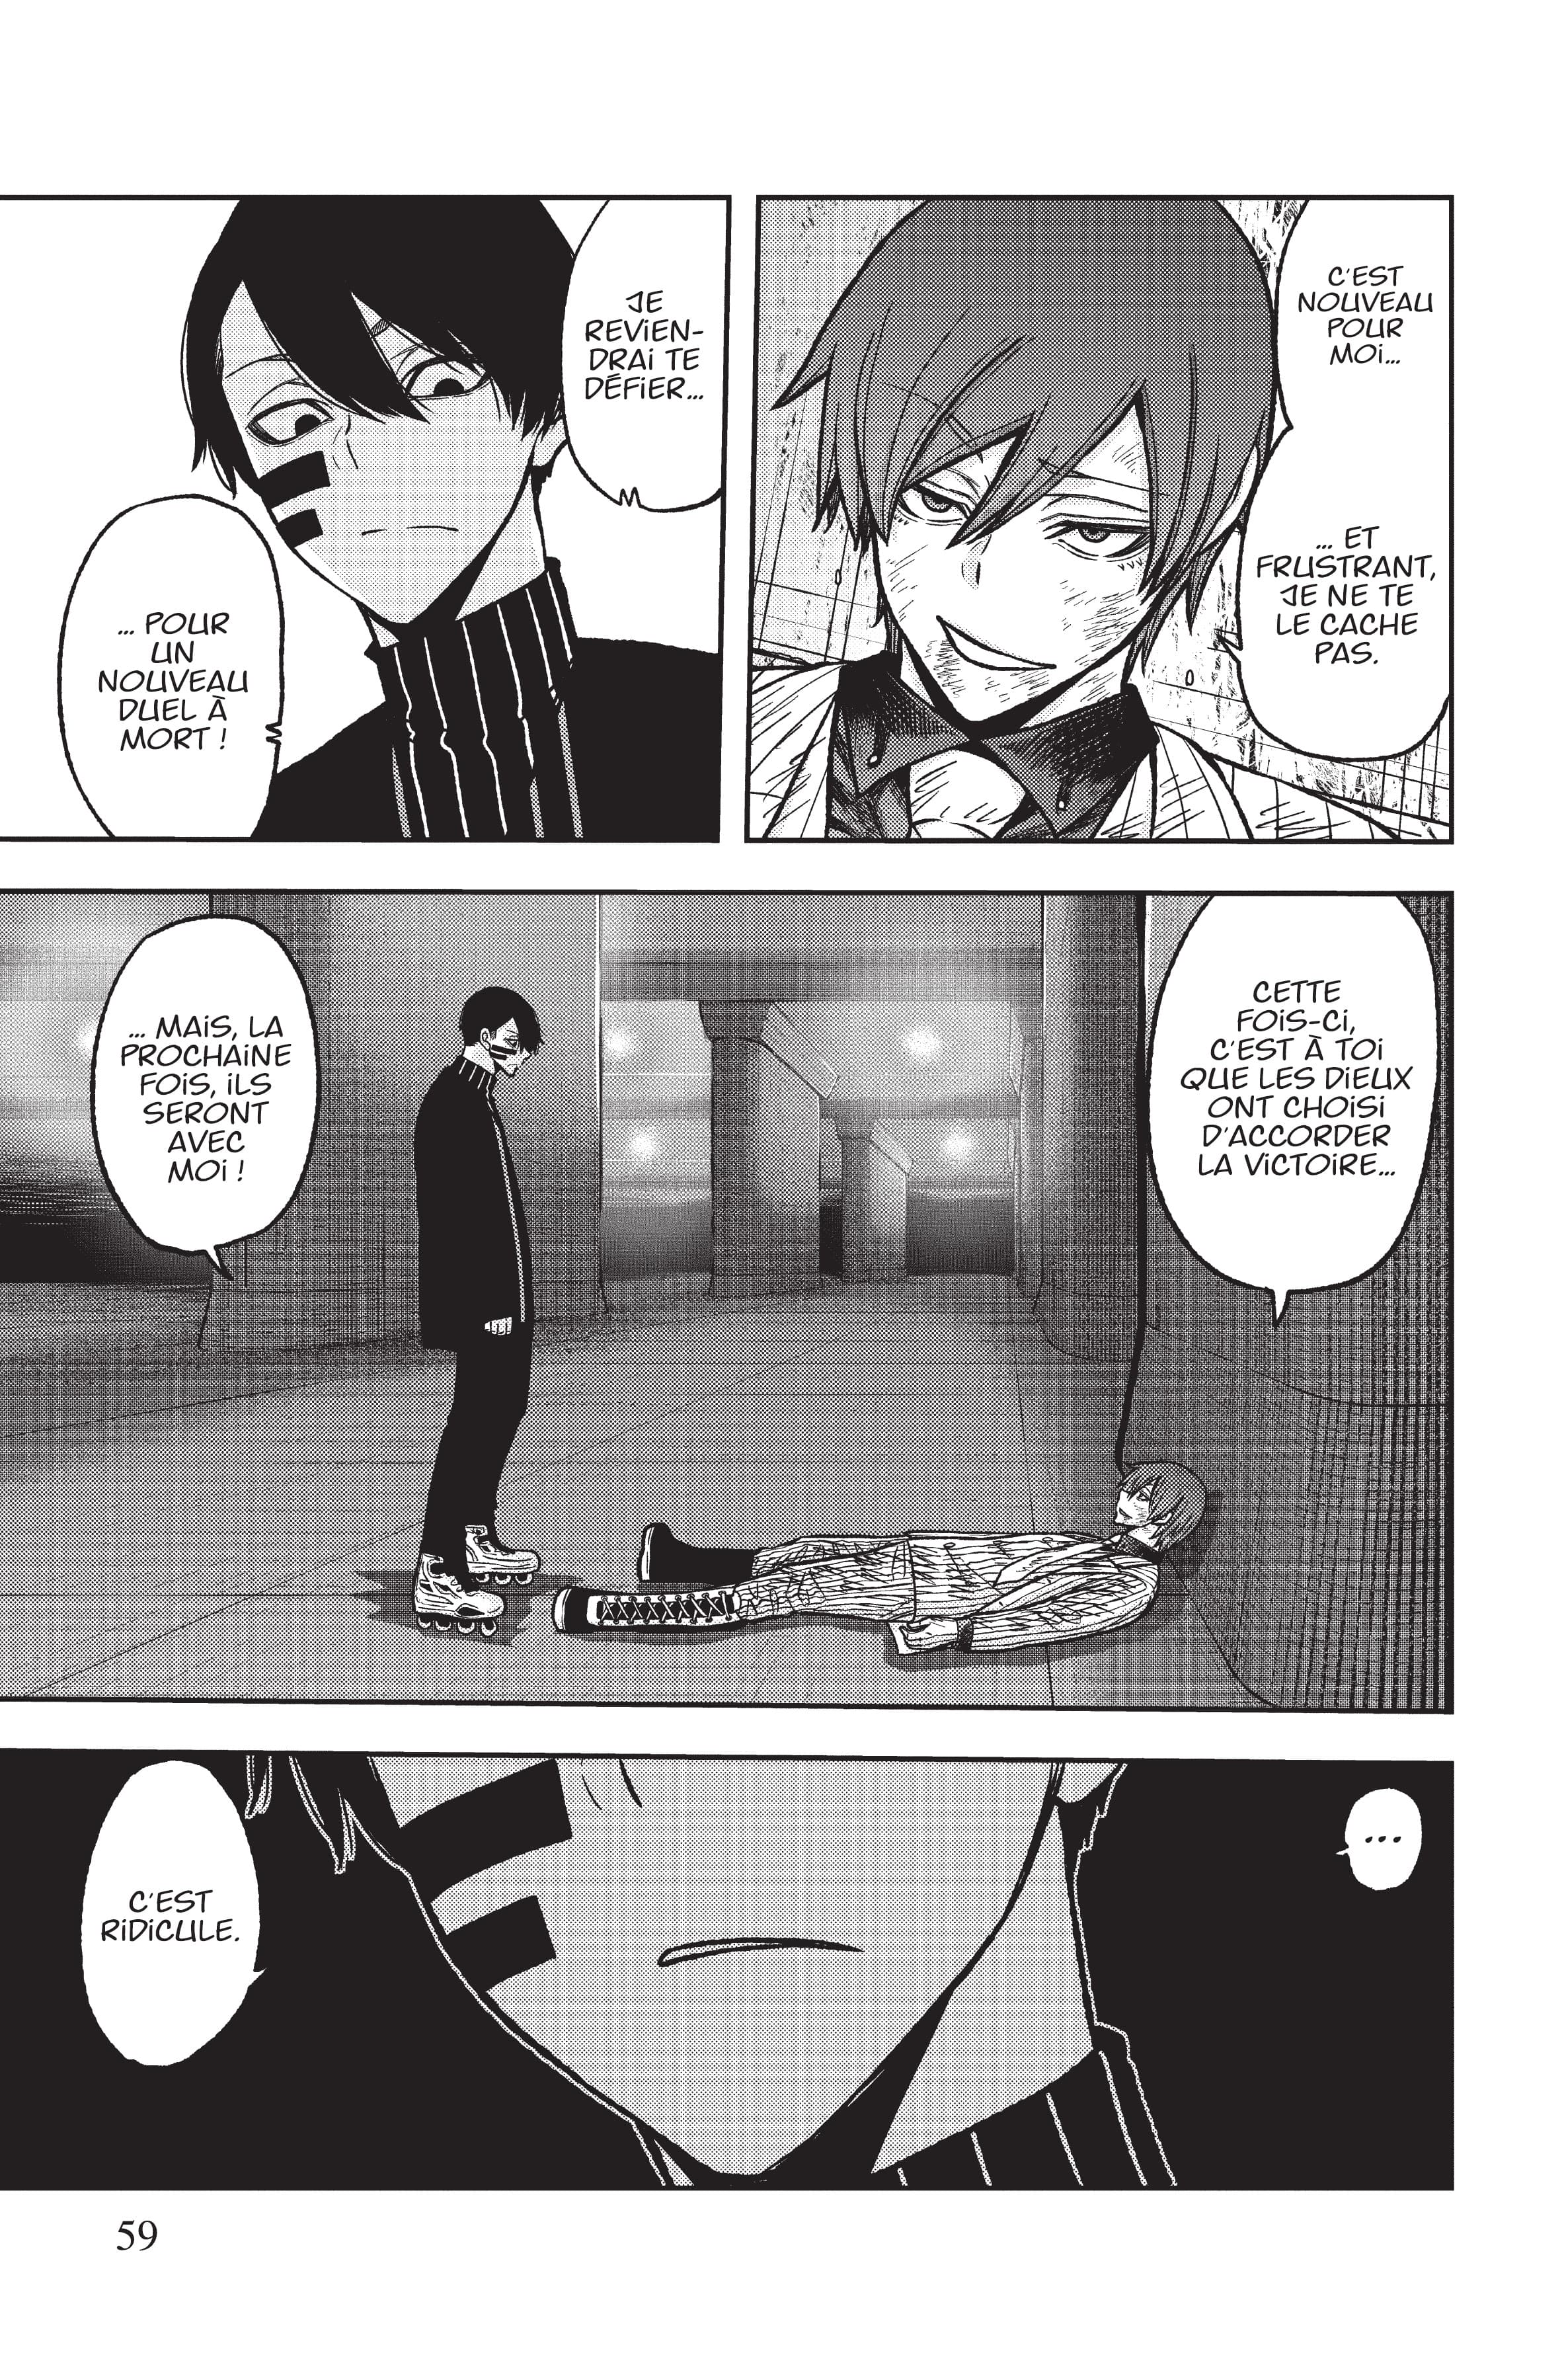 C'EST
NOUVEAU
POUR
MOI...
... ET
FRUSTRANT,
JE NE TE
LE CACHE
PAS.
JE
REVIEN-
DRAI TE
DÉFIER...
... POUR
UN
NOUVEAU
DUEL À
MORT !
CETTE
FOIS-CI,
C'EST À TOI
QUE LES DIEUX
ONT CHOISI
D'ACCORDER
LA VICTOIRE...
... MAIS, LA
PROCHAINE
FOIS, ILS
SERONT
AVEC
MOI !
...
C'EST
RIDICULE.
59